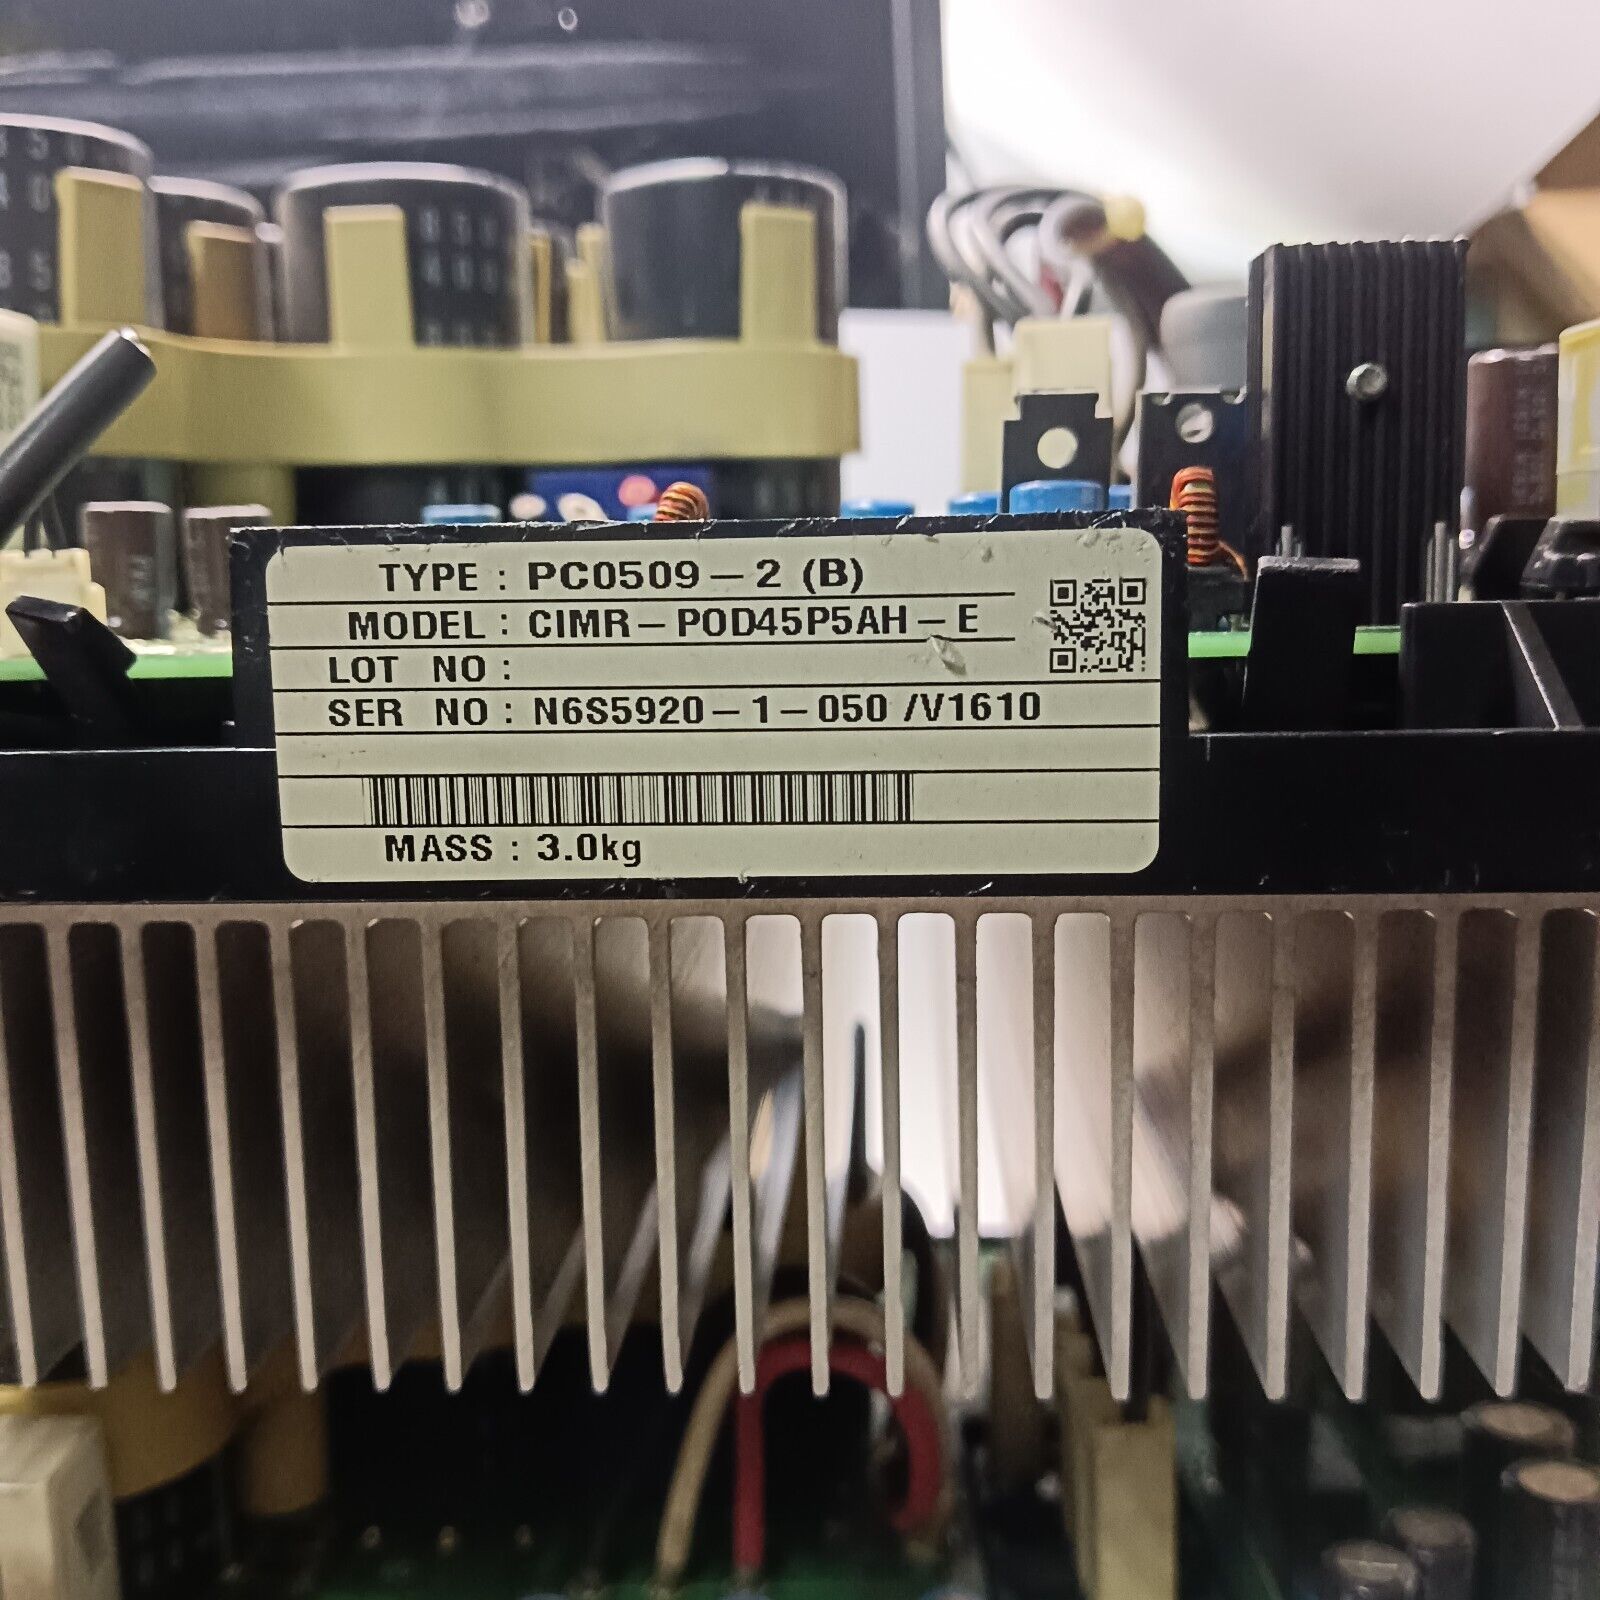 TYPE : PC0509-2 (B)
MODEL : CIMR-POD45P5AH-E
LOT NO :
SER NO : N6S5920-1-050 /V1610
MASS : 3.0kg